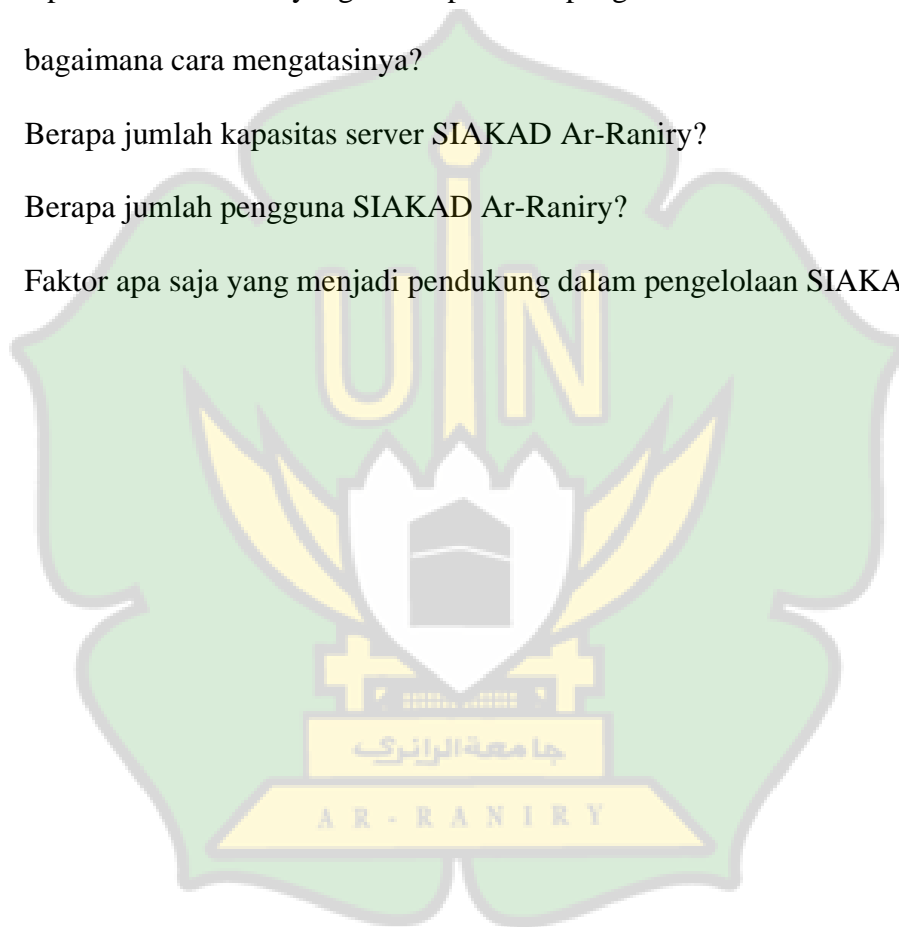 bagaimana cara mengatasinya?
Berapa jumlah kapasitas server SIAKAD Ar-Raniry?
Berapa jumlah pengguna SIAKAD Ar-Raniry?
Faktor apa saja yang menjadi pendukung dalam pengelolaan SIAKA
UIN
جامعة الرانري
AR-RANIRY